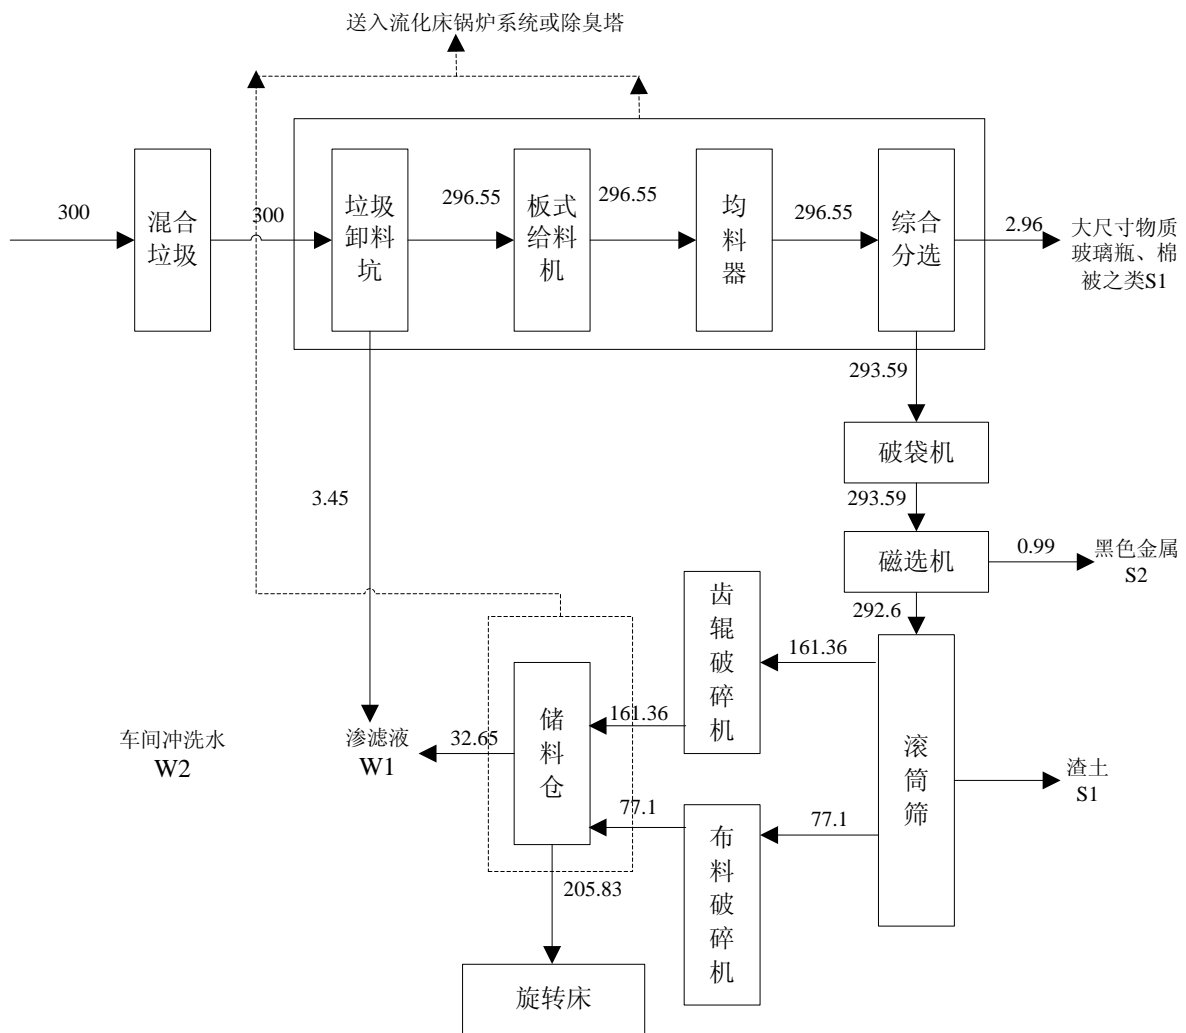 送入流化床锅炉系统或除臭塔
300
混合
垃圾
300
垃圾
卸料
坑
296.55
板式
给料
机
296.55
均
料
器
296.55
综合
分选
2.96
大尺寸物质
玻璃瓶、棉
被之类S1
293.59
破袋机
293.59
磁选机
0.99
黑色金属
S2
292.6
3.45
齿
辊
破
碎
机
161.36
161.36
滚
筒
筛
渣土
S1
储
料
仓
32.65
渗滤液
W1
车间冲洗水
W2
77.1
布
料
破
碎
机
77.1
205.83
旋转床